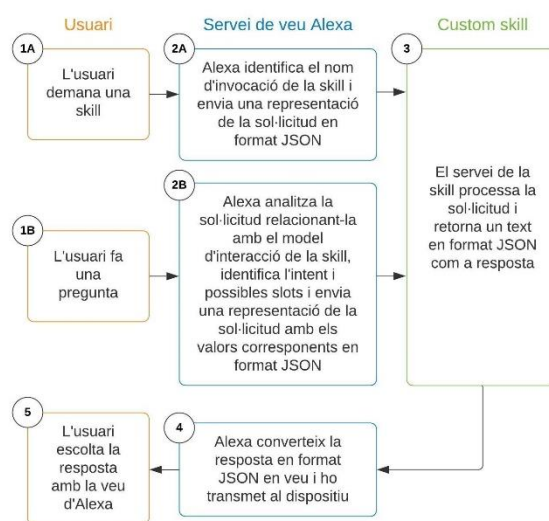 Usuari
Servei de veu Alexa
Custom skill
1A
L'usuari
demana una
skill
2A
Alexa identifica el nom
d'invocació de la skill i
envia una representació
de la sol·licitud en
format JSON
3
El servei de la
skill processa la
sol·licitud i
retorna un text
en format JSON
com a resposta
1B
L'usuari fa
una
pregunta
2B
Alexa analitza la
sol·licitud relacionant-la
amb el model
d'interacció de la skill,
identifica l'intent i
possibles slots i envia
una representació de la
sol·licitud amb els
valors corresponents en
format JSON
5
L'usuari
escolta la
resposta
amb la veu
d'Alexa
4
Alexa converteix la
resposta en format
JSON en veu i ho
transmet al dispositiu